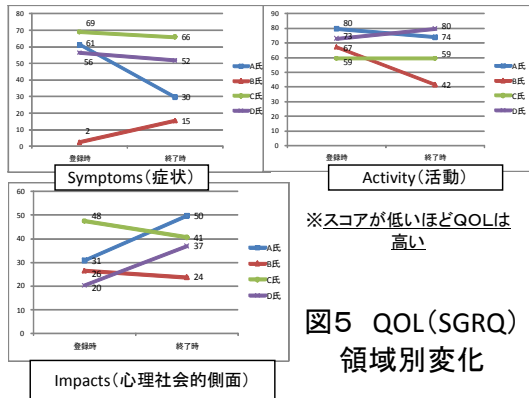 80
70
60
50
40
30
20
10
0
69
61
56
2
66
52
30
15
登録時 終了時
A氏
B氏
C氏
D氏
Symptoms(症状)
90
80
70
60
50
40
30
20
10
0
80
73
67
59
80
74
59
42
登録時 終了時
A氏
B氏
C氏
D氏
Activity(活動)
60
50
40
30
20
10
0
48
31
26
20
50
41
37
24
登録時 終了時
A氏
B氏
C氏
D氏
Impacts(心理社会的側面)
※スコアが低いほどQOLは
高い
図5 QOL(SGRQ)
領域別変化